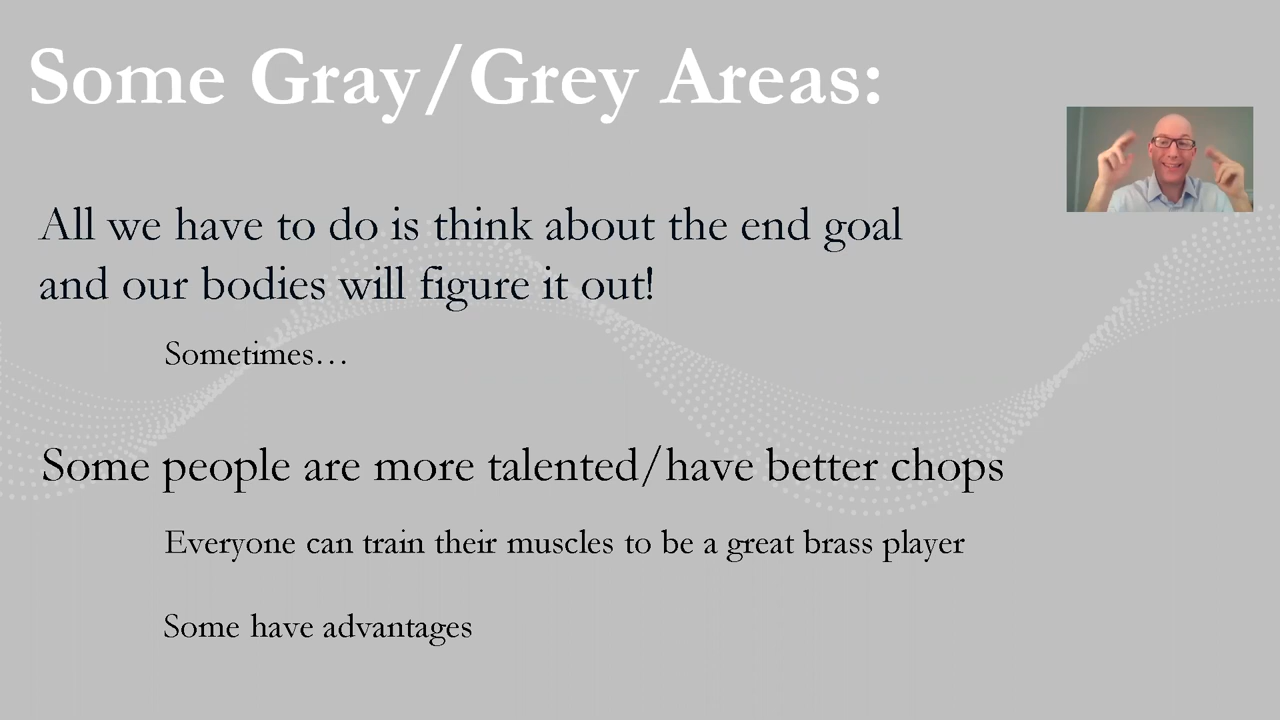 Some Gray/Grey Areas:
All we have to do is think about the end goal
and our bodies will figure it out!
Sometimes…
Some people are more talented/have better chops
Everyone can train their muscles to be a great brass player
Some have advantages